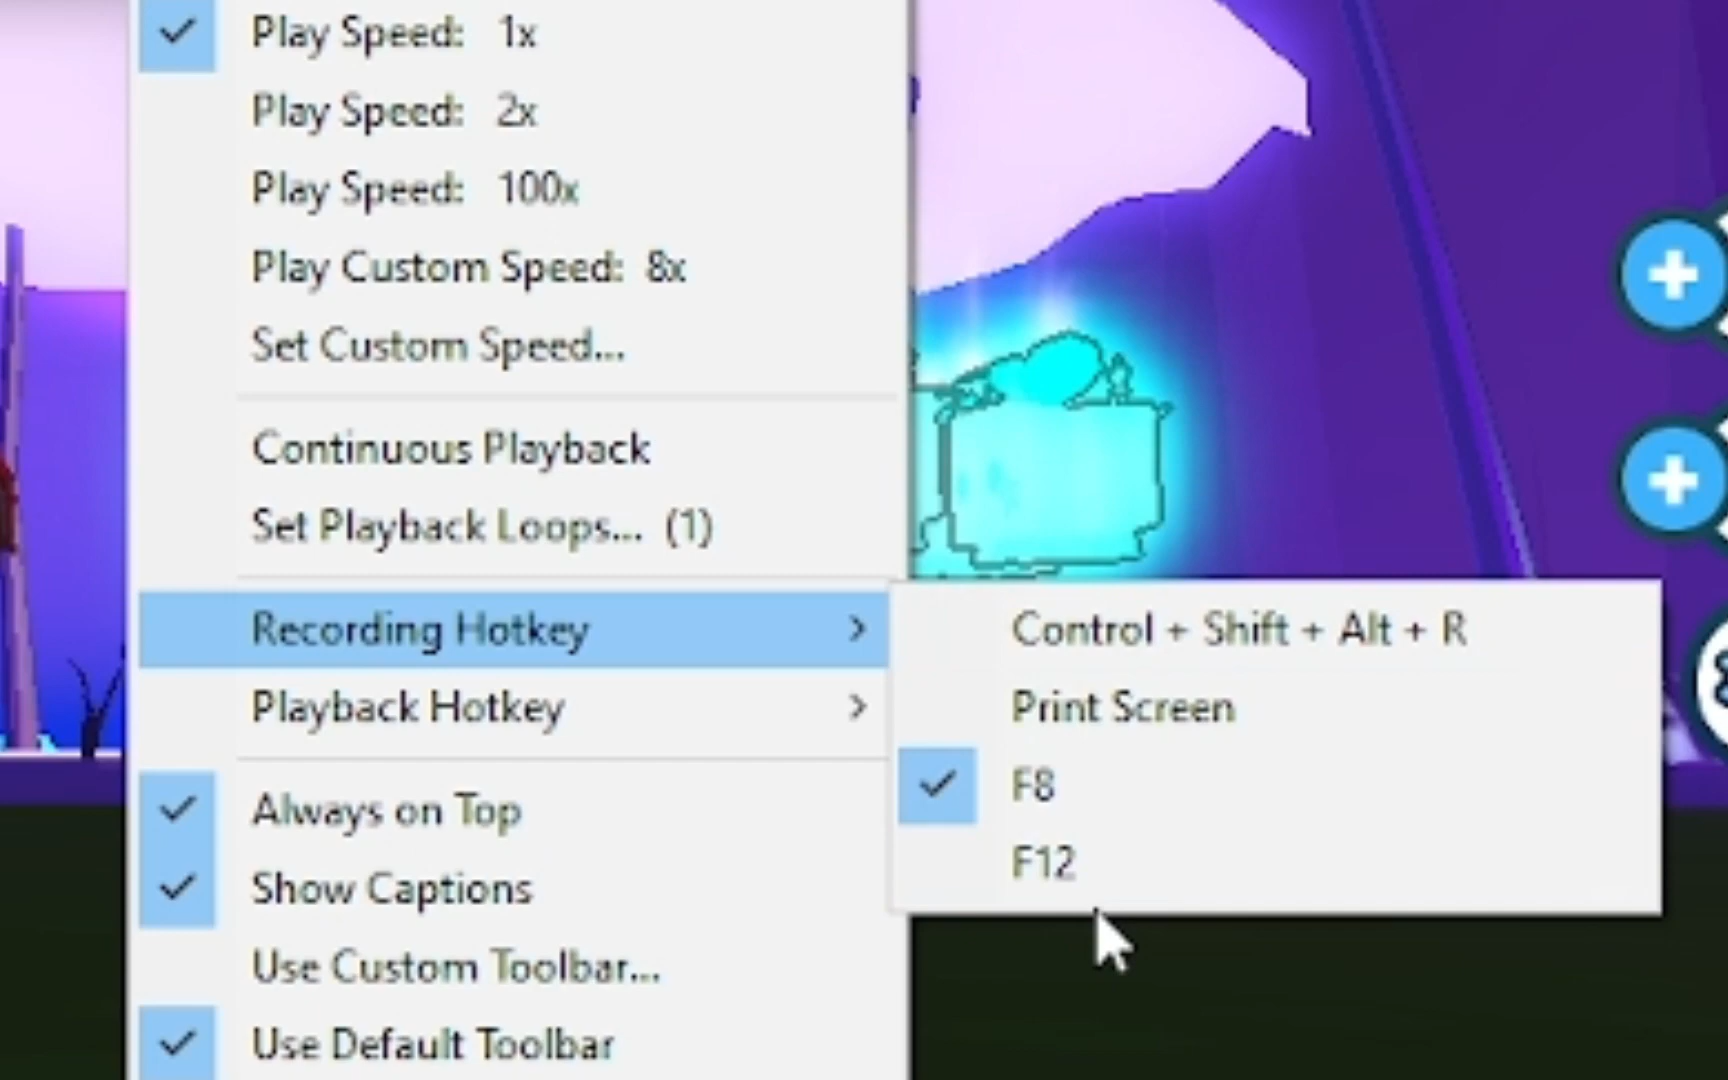 Play Speed: 1x
Play Speed: 2x
Play Speed: 100x
Play Custom Speed: 8x
Set Custom Speed...
Continuous Playback
Set Playback Loops... (1)
Recording Hotkey
Playback Hotkey
Always on Top
Show Captions
Use Custom Toolbar...
Use Default Toolbar
Control + Shift + Alt + R
Print Screen
F8
F12